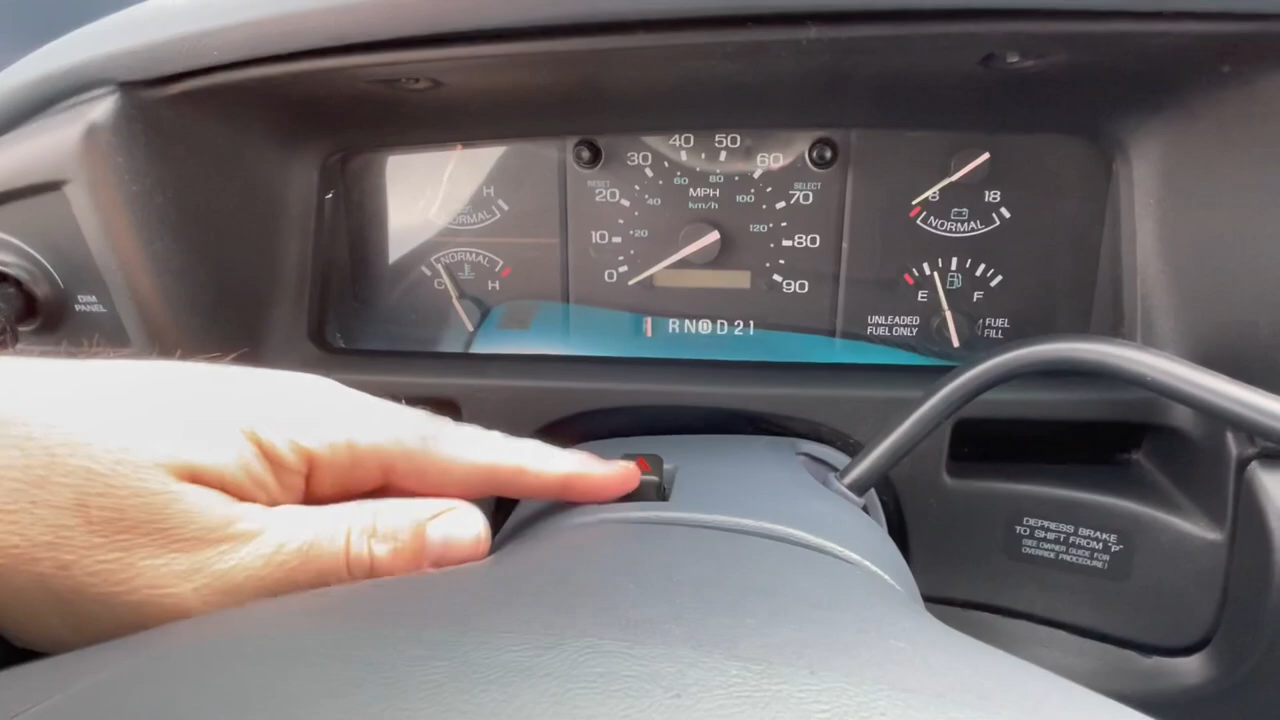 DIM
PANEL
H
NORMAL
NORMAL
C
H
RESET
SELECT
0
10
20
30
40
50
60
70
80
90
20
40
60
80
100
120
MPH
km/h
RN0D21
8
18
NORMAL
E
F
UNLEADED
FUEL ONLY
FUEL
FILL
DEPRESS BRAKE
TO SHIFT FROM "P"
(SEE OWNER GUIDE FOR
OVERRIDE PROCEDURE)